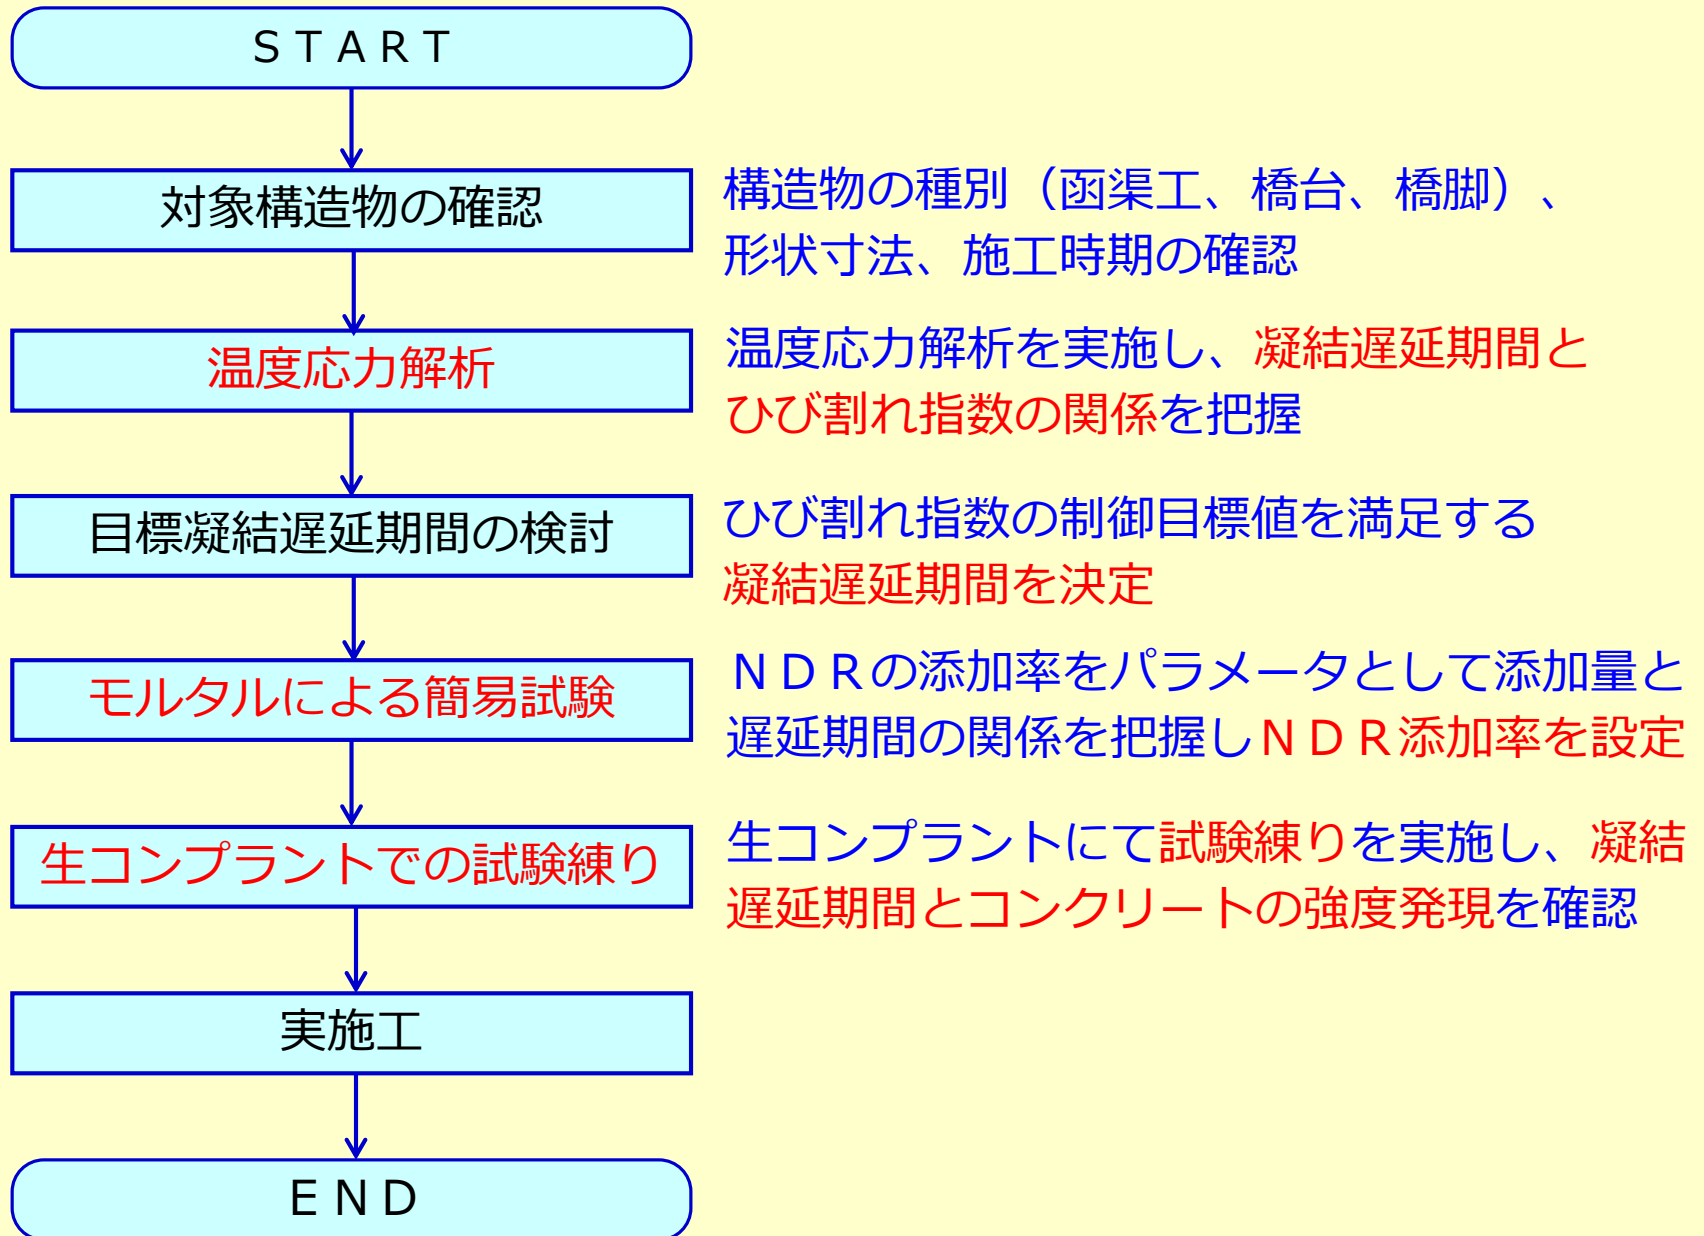 ＳＴＡＲＴ
対象構造物の確認
構造物の種別（函渠工、橋台、橋脚）、
形状寸法、施工時期の確認
温度応力解析
温度応力解析を実施し、凝結遅延期間と
ひび割れ指数の関係を把握
目標凝結遅延期間の検討
ひび割れ指数の制御目標値を満足する
凝結遅延期間を決定
モルタルによる簡易試験
ＮＤＲの添加率をパラメータとして添加量と
遅延期間の関係を把握しＮＤＲ添加率を設定
生コンプラントでの試験練り
生コンプラントにて試験練りを実施し、凝結
遅延期間とコンクリートの強度発現を確認
実施工
ＥＮＤ